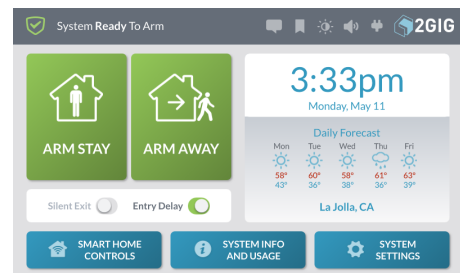 System Ready To Arm
2GIG
ARM STAY
ARM AWAY
Silent Exit
Entry Delay
3:33pm
Monday, May 11
Daily Forecast
Mon Tue Wed Thu Fri
58° 60° 58° 61° 63°
43° 36° 38° 36° 39°
La Jolla, CA
SMART HOME
CONTROLS
SYSTEM INFO
AND USAGE
SYSTEM
SETTINGS